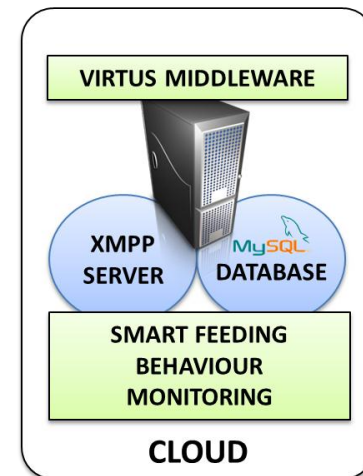 VIRTUS MIDDLEWARE
XMPP
SERVER
MySQL
DATABASE
SMART FEEDING
BEHAVIOUR
MONITORING
CLOUD